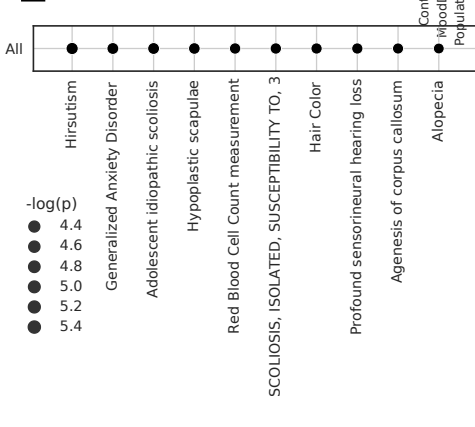 All
Hirsutism
Generalized Anxiety Disorder
Adolescent idiopathic scoliosis
Hypoplastic scapulae
Red Blood Cell Count measurement
SCOLIOSIS, ISOLATED, SUSCEPTIBILITY TO, 3
Hair Color
Profound sensorineural hearing loss
Agenesis of corpus callosum
Alopecia
-log(p)
4.4
4.6
4.8
5.0
5.2
5.4